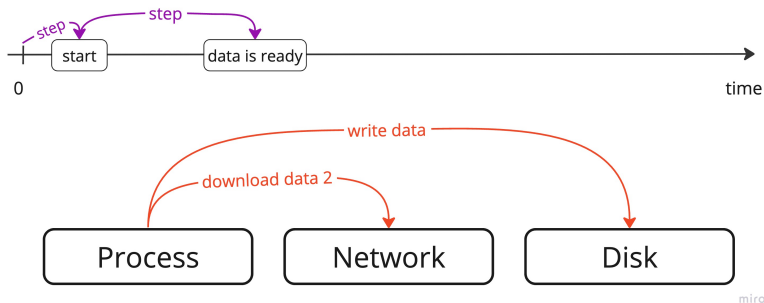 step
step
start
data is ready
0
time
write data
download data 2
Process
Network
Disk
miro